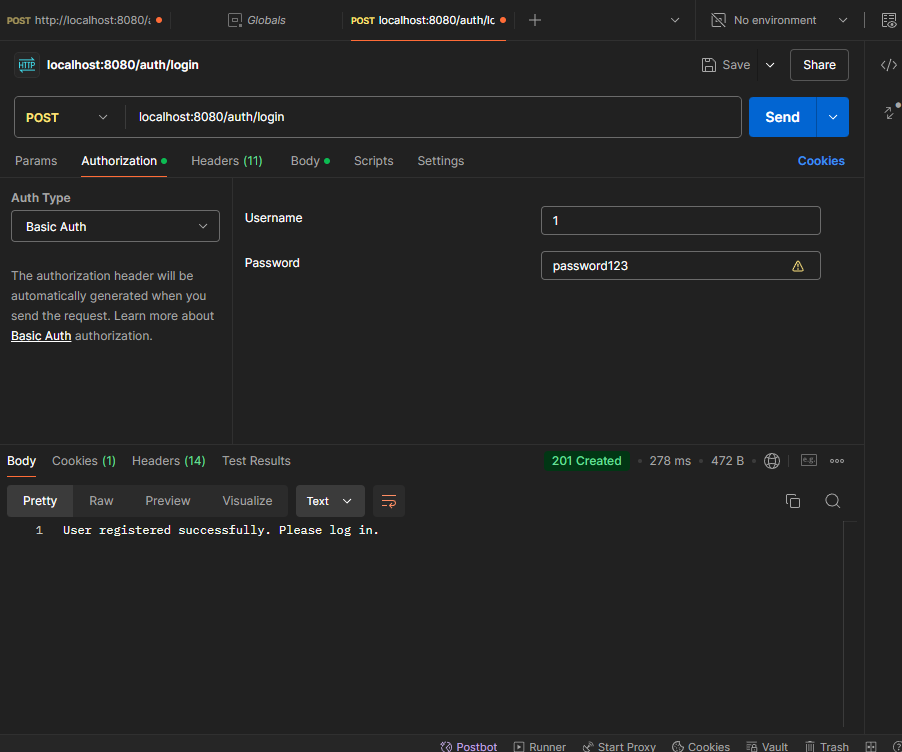 POST http://localhost:8080/a
Globals
POST localhost:8080/auth/lc
No environment
HTTP localhost:8080/auth/login
Save
Share
POST
localhost:8080/auth/login
Send
Params
Authorization
Headers (11)
Body
Scripts
Settings
Cookies
Auth Type
Basic Auth
The authorization header will be
automatically generated when you
send the request. Learn more about
Basic Auth authorization.
Username
1
Password
password123
Body
Cookies (1)
Headers (14)
Test Results
201 Created
278 ms
472 B
Pretty
Raw
Preview
Visualize
Text
1 User registered successfully. Please log in.
Postbot
Runner
Start Proxy
Cookies
Vault
Trash